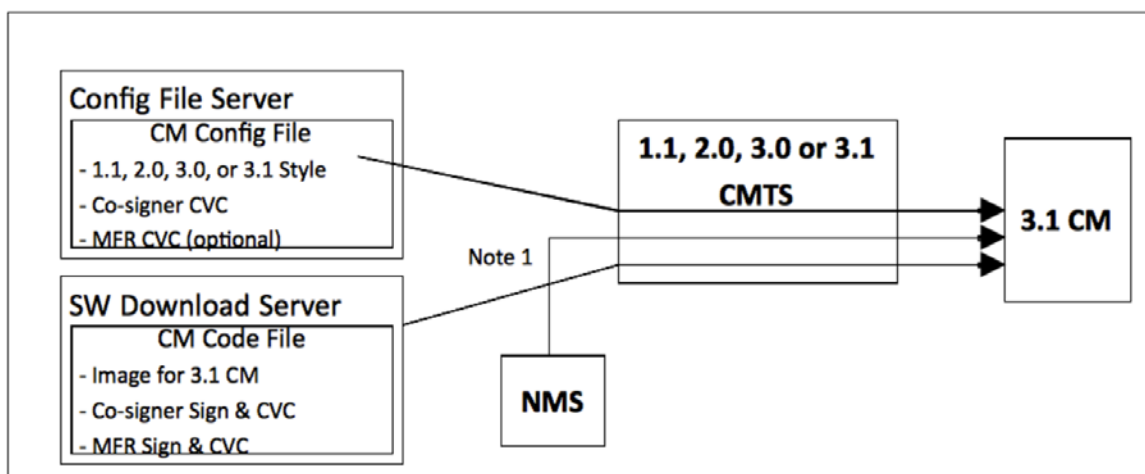 Config File Server
CM Config File
- 1.1, 2.0, 3.0, or 3.1 Style
- Co-signer CVC
- MFR CVC (optional)
SW Download Server
CM Code File
- Image for 3.1 CM
- Co-signer Sign & CVC
- MFR Sign & CVC
Note 1
NMS
1.1, 2.0, 3.0 or 3.1
CMTS
3.1 CM